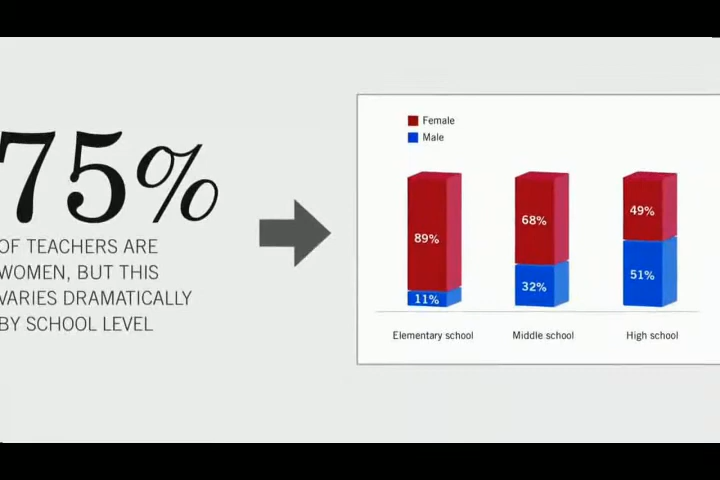 75%
OF TEACHERS ARE
WOMEN, BUT THIS
VARIES DRAMATICALLY
BY SCHOOL LEVEL
Female
Male
89%
11%
68%
32%
49%
51%
Elementary school
Middle school
High school